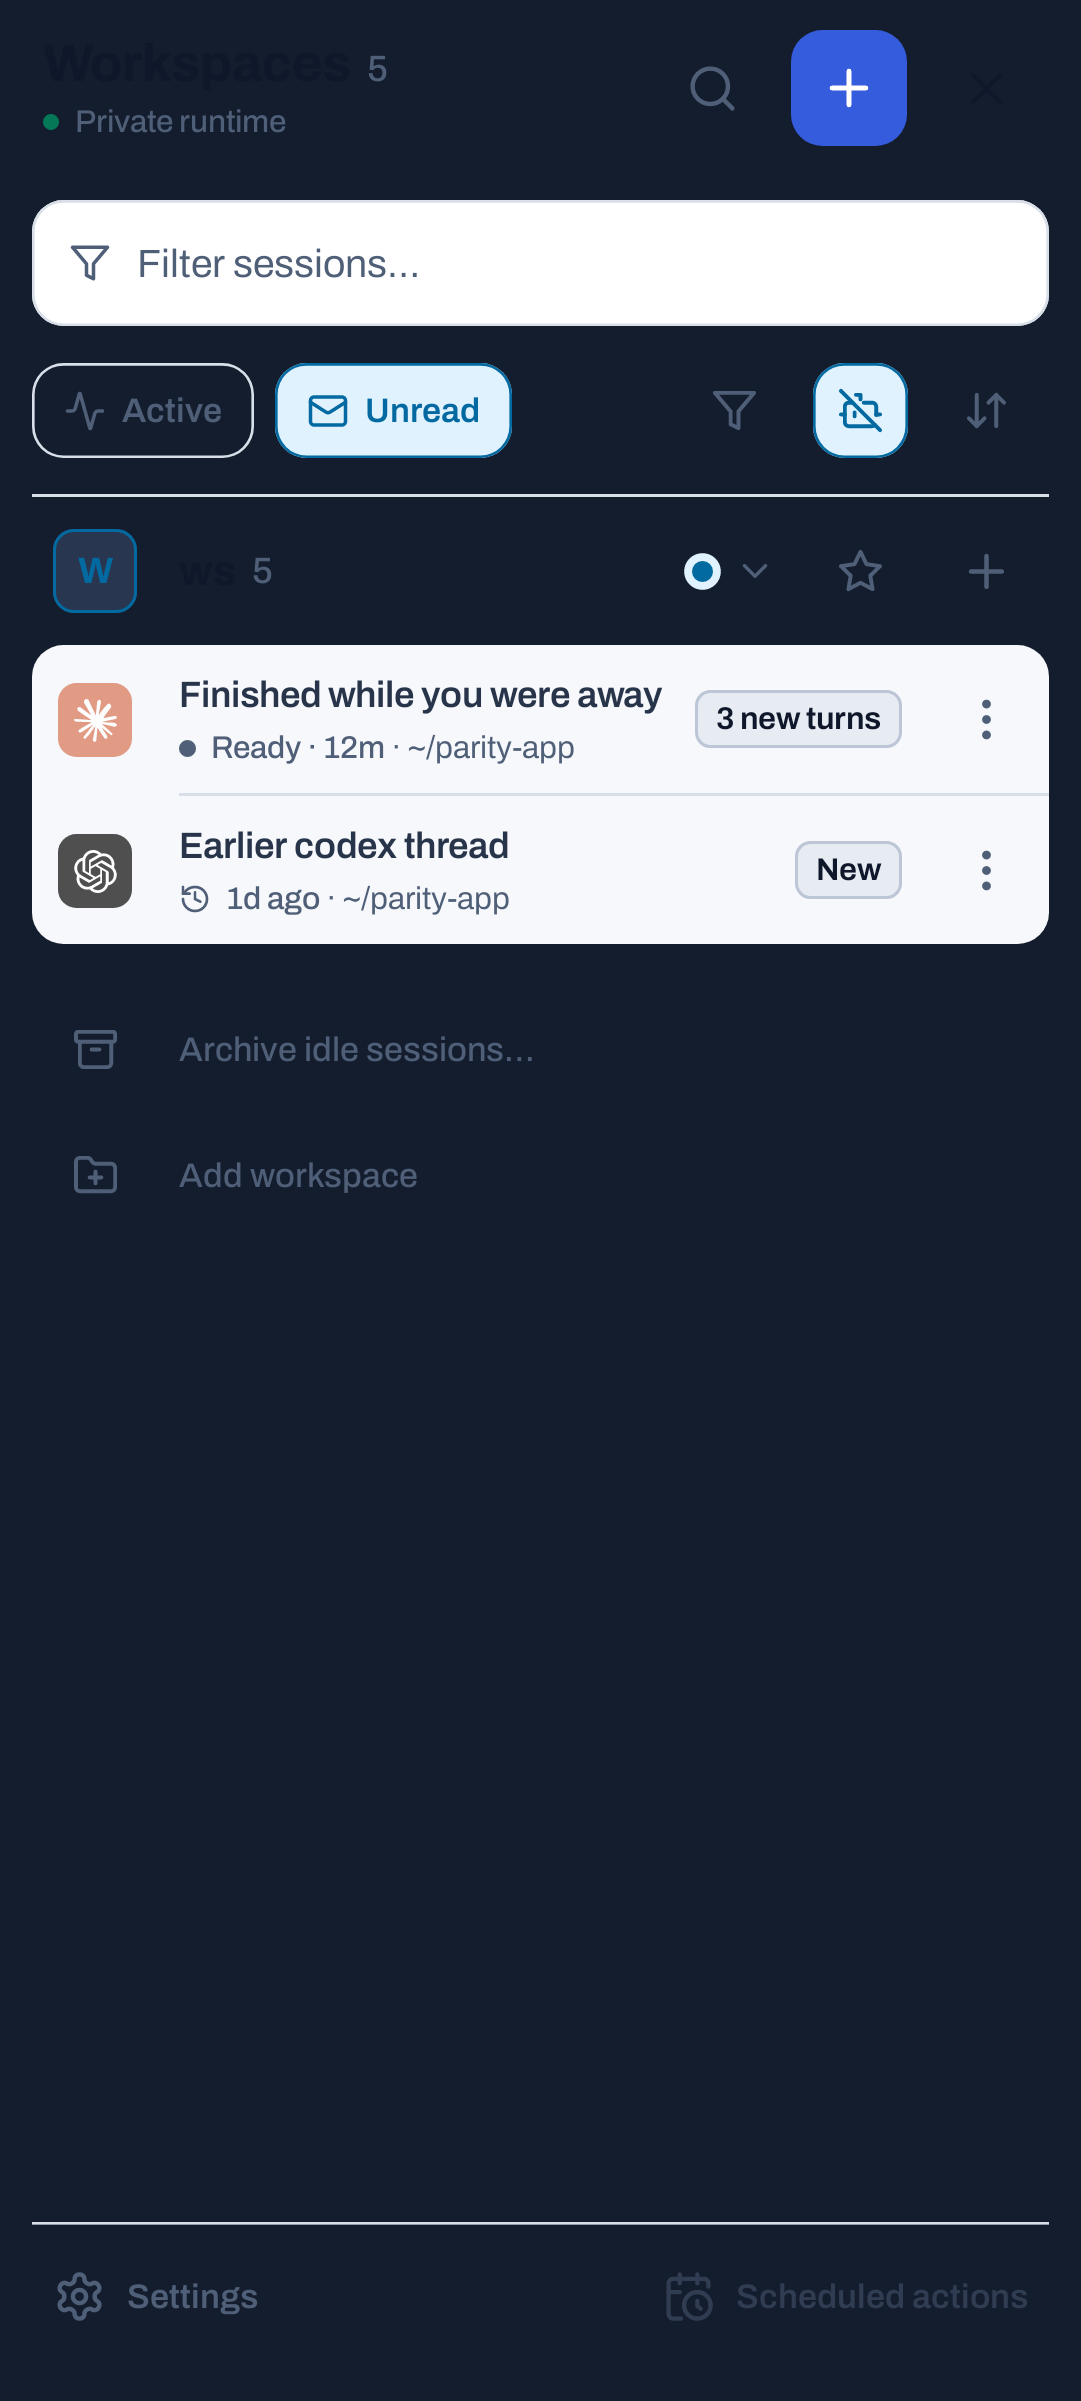 Workspaces 5
Private runtime
Filter sessions...
Active
Unread
W
ws 5
Finished while you were away
3 new turns
Ready · 12m · ~/parity-app
Earlier codex thread
New
1d ago · ~/parity-app
Archive idle sessions...
Add workspace
Settings
Scheduled actions